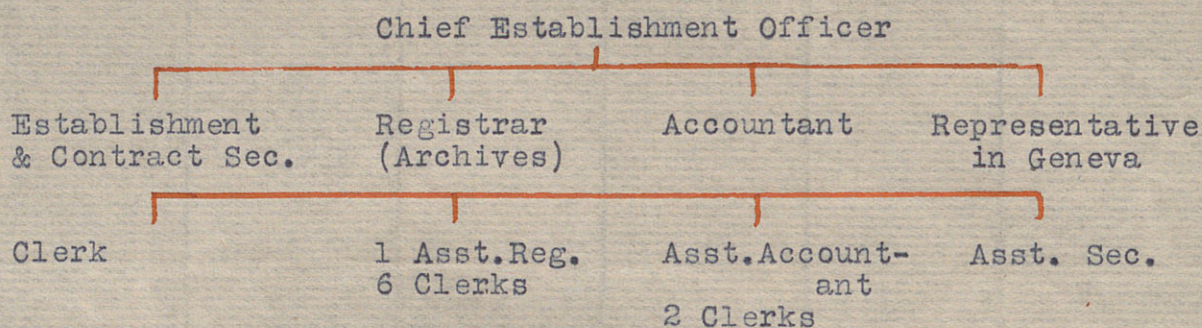 Chief Establishment Officer
Establishment Registrar Accountant Representative
& Contract Sec. (Archives) in Geneva
Clerk 1 Asst.Reg. Asst.Account- Asst. Sec.
6 Clerks ant
2 Clerks